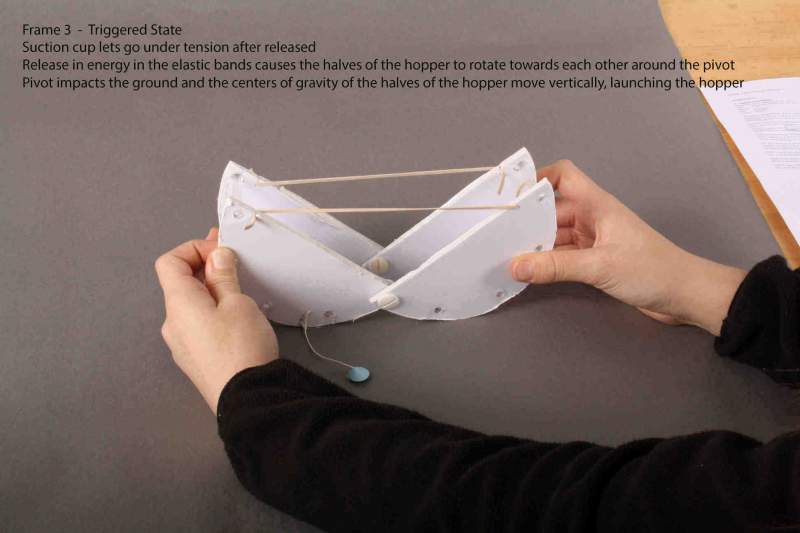 Frame 3 - Triggered State
Suction cup lets go under tension after released
Release in energy in the elastic bands causes the halves of the hopper to rotate towards each other around the pivot
Pivot impacts the ground and the centers of gravity of the halves of the hopper move vertically, launching the hopper